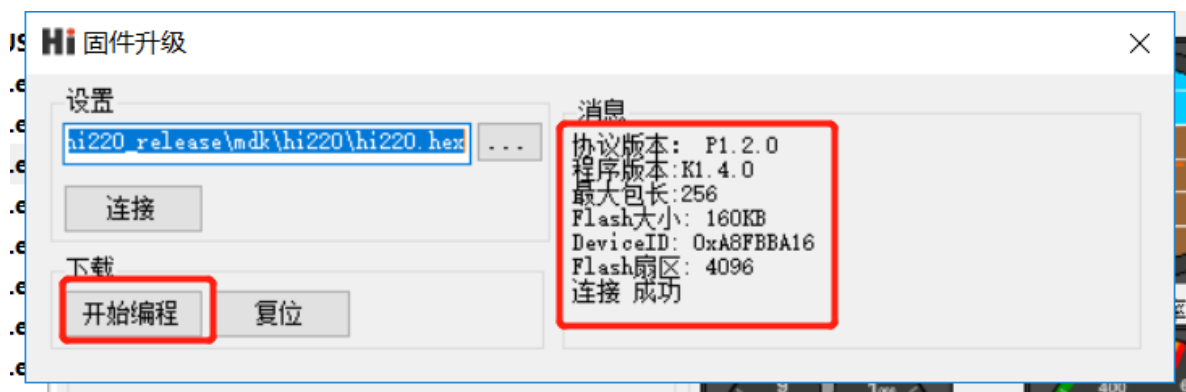 Hi 固件升级
设置
hi220_release\mdk\hi220\hi220.hex
...
连接
下载
开始编程
复位
消息
协议版本: P1.2.0
程序版本:K1.4.0
最大包长:256
Flash大小: 160KB
DeviceID: 0xA8FBBA16
Flash扇区: 4096
连接 成功
400